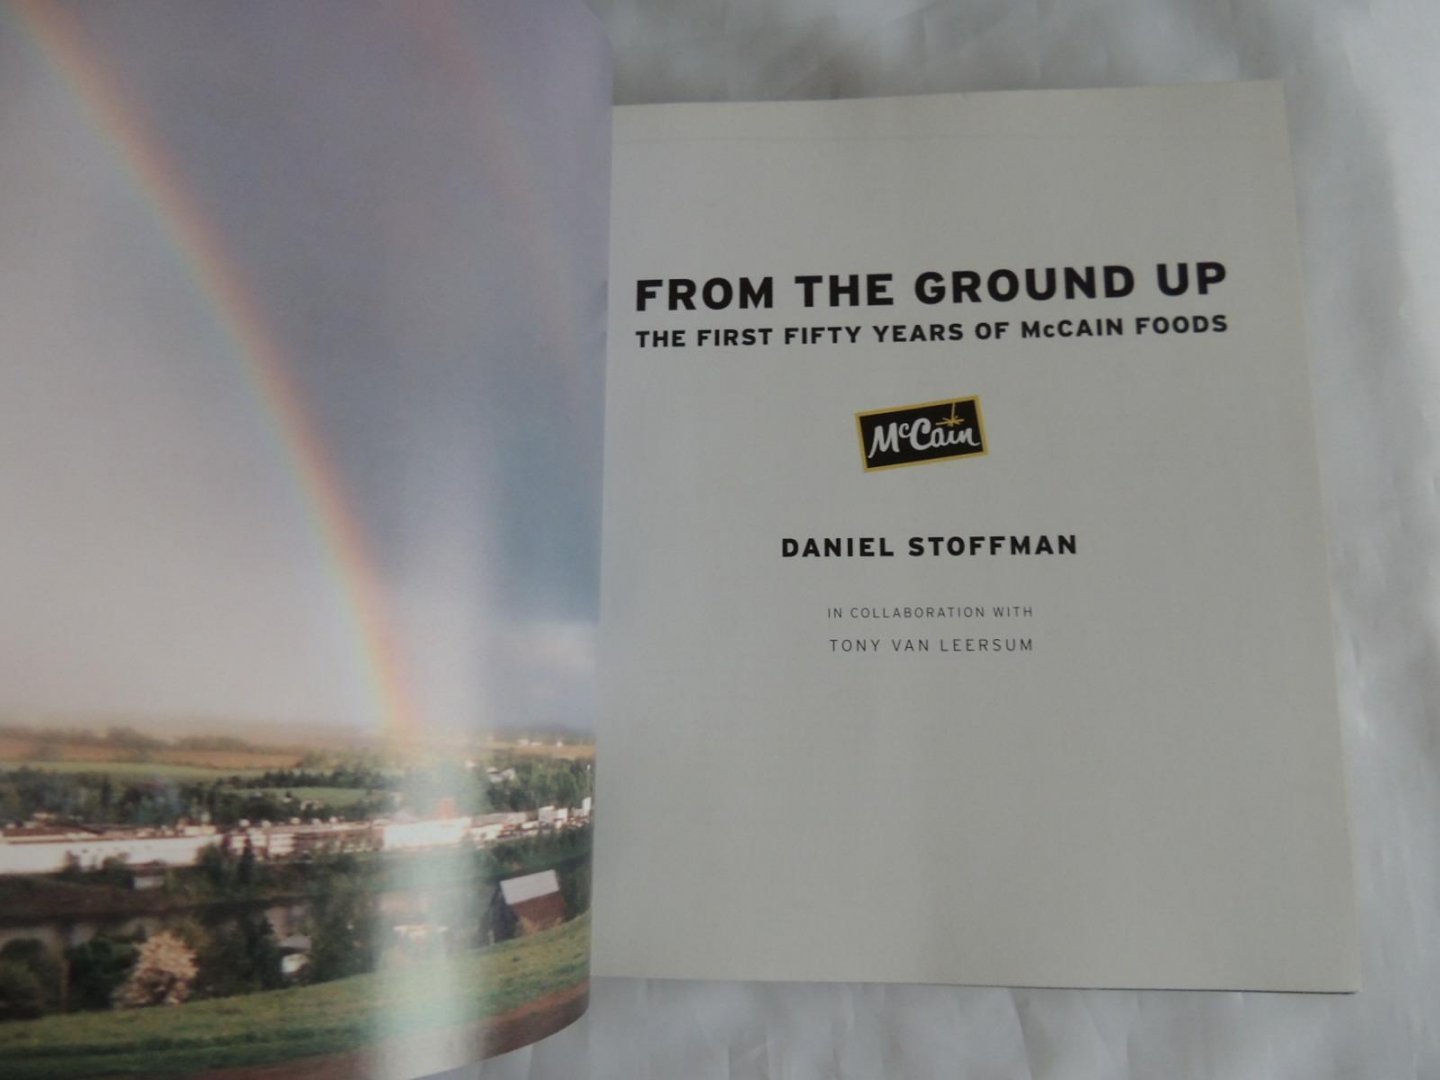 FROM THE GROUND UP
THE FIRST FIFTY YEARS OF McCAIN FOODS
McCain
DANIEL STOFFMAN
IN COLLABORATION WITH
TONY VAN LEERSUM